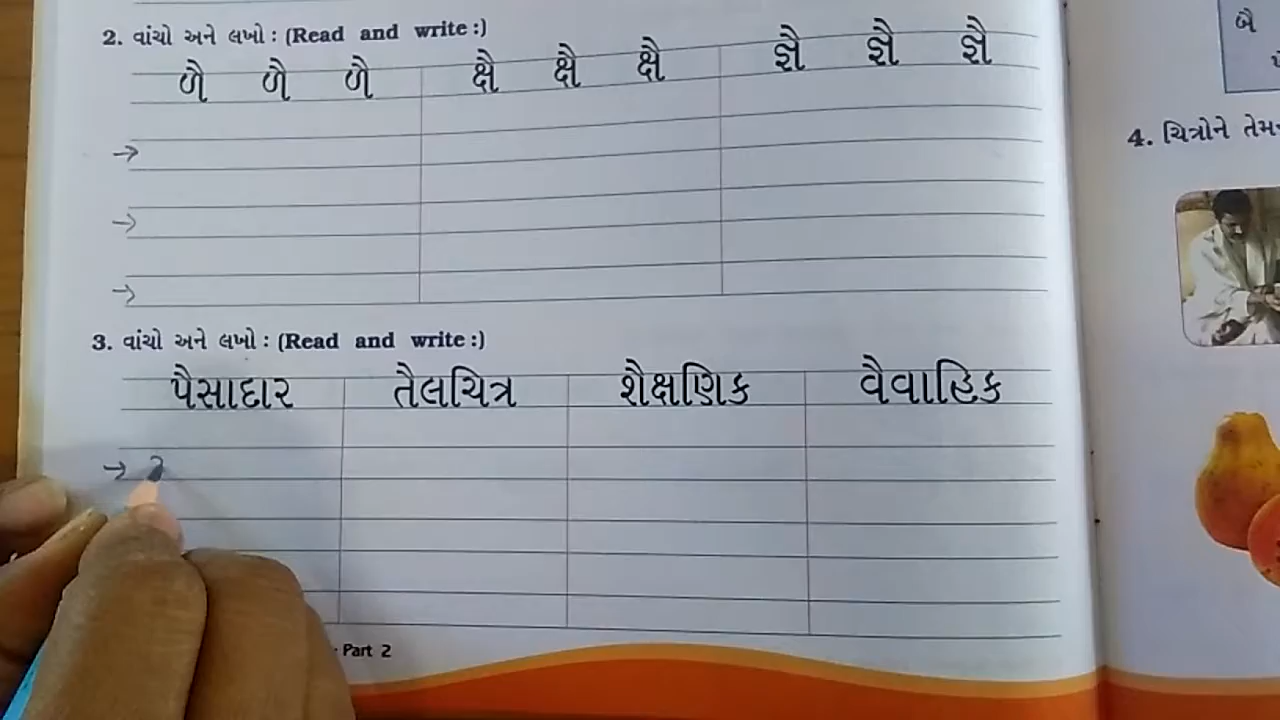 2. વાંચો અને લખો : (Read and write :)
ળૈ ળૈ ળૈ ક્ષૈ ક્ષૈ ક્ષૈ જ્ઞૈ જ્ઞૈ જ્ઞૈ
→
→
→
3. વાંચો અને લખો : (Read and write :)
પૈસાદાર તૈલચિત્ર શૈક્ષણિક વૈવાહિક
→
Part 2
બૈ
4. ચિત્રોને